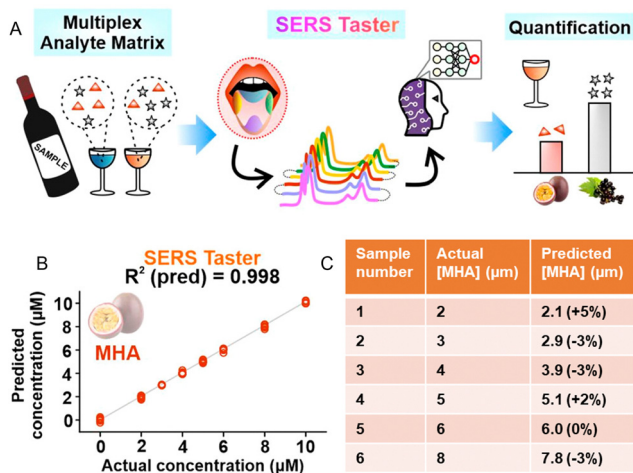 A
Multiplex
Analyte Matrix
SERS Taster
Quantification
SAMPLE
B
SERS Taster
R² (pred) = 0.998
MHA
Predicted
concentration (µM)
10
8
6
4
2
0
0 2 4 6 8 10
Actual concentration (µM)
C
Sample number Actual [MHA] (µm) Predicted [MHA] (µm)
1 2 2.1 (+5%)
2 3 2.9 (-3%)
3 4 3.9 (-3%)
4 5 5.1 (+2%)
5 6 6.0 (0%)
6 8 7.8 (-3%)